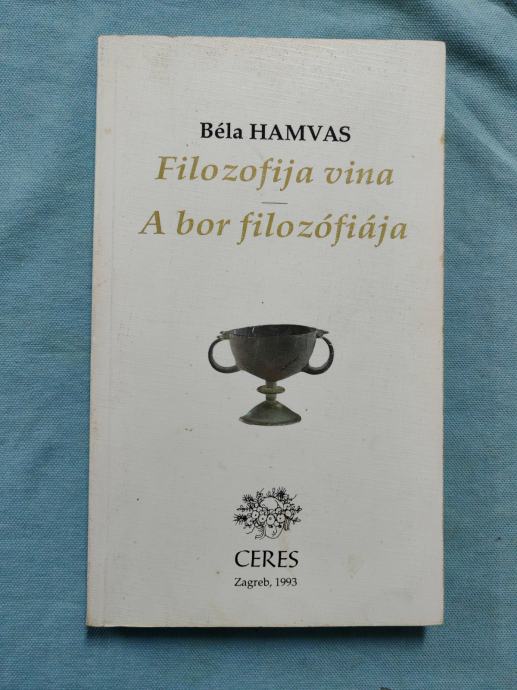 Béla HAMVAS
Filozofija vina
A bor filozófiája
CERES
Zagreb, 1993